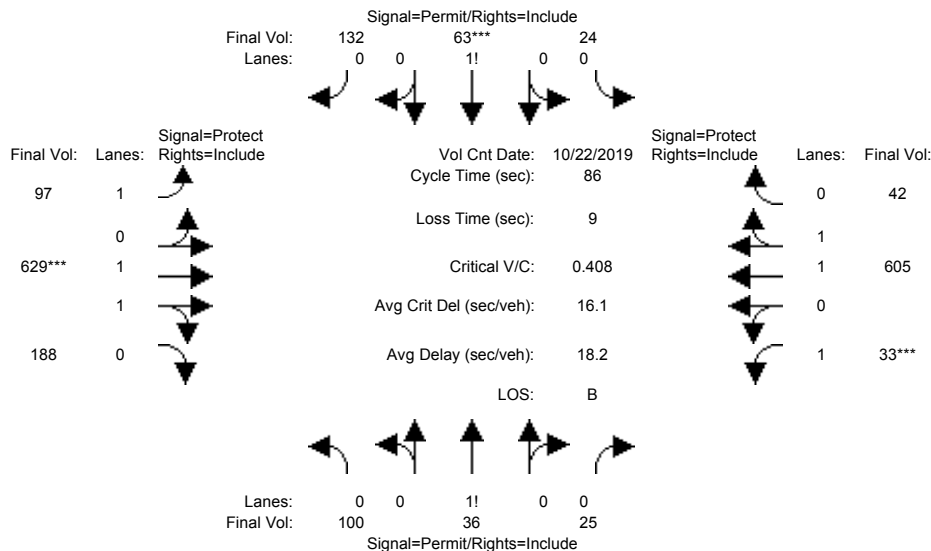 Signal=Permit/Rights=Include
Final Vol: 132 63*** 24
Lanes: 0 0 1! 0 0
Signal=Protect Signal=Protect
Final Vol: Lanes: Rights=Include Vol Cnt Date: 10/22/2019 Rights=Include Lanes: Final Vol:
Cycle Time (sec): 86
97 1 0 42
Loss Time (sec): 9
0 1
629*** 1 Critical V/C: 0.408 1 605
1 Avg Crit Del (sec/veh): 16.1 0
188 0 Avg Delay (sec/veh): 18.2 1 33***
LOS: B
Lanes: 0 0 1! 0 0
Final Vol: 100 36 25
Signal=Permit/Rights=Include